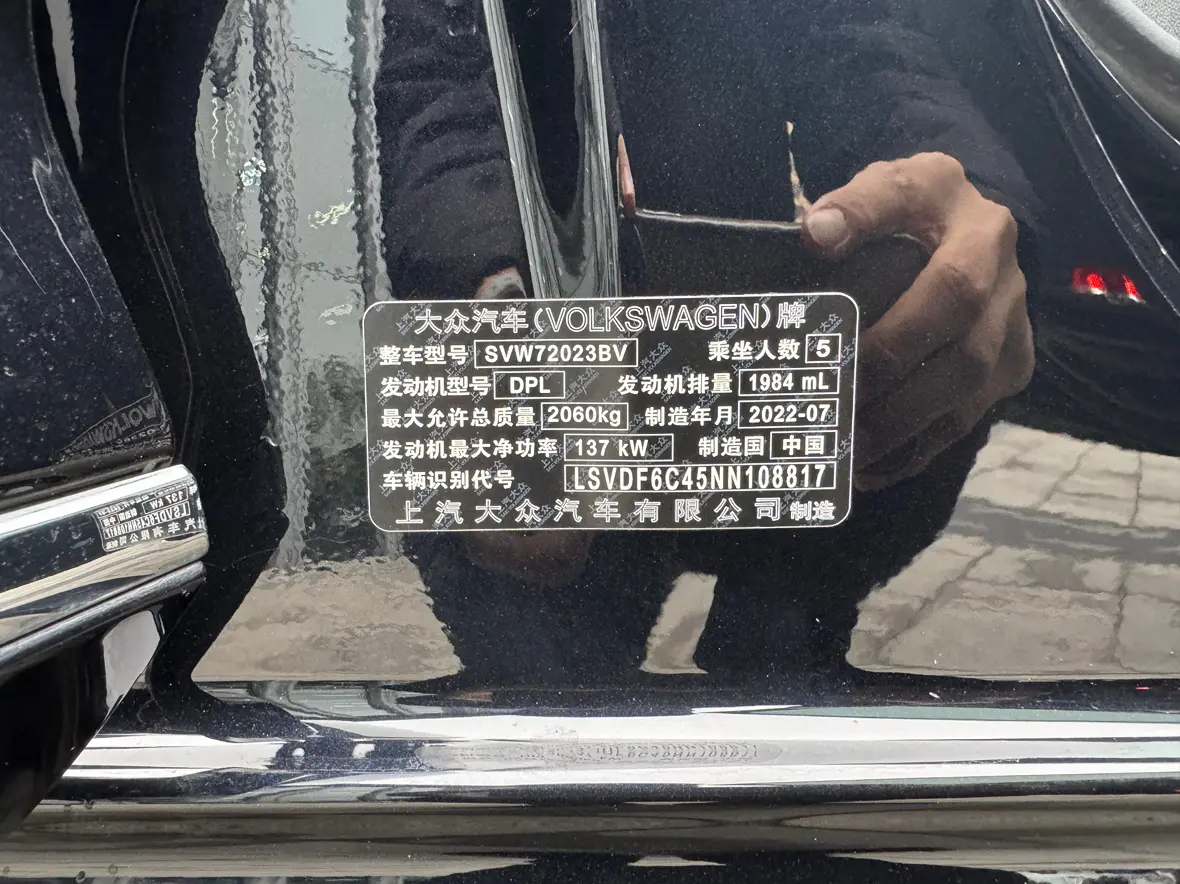 大众汽车(VOLKSWAGEN)牌
整车型号 SVW72023BV 乘坐人数 5
发动机型号 DPL 发动机排量 1984 mL
最大允许总质量 2060kg 制造年月 2022-07
发动机最大净功率 137 kW 制造国 中国
车辆识别代号 LSVDF6C45NN108817
上汽大众汽车有限公司 制造